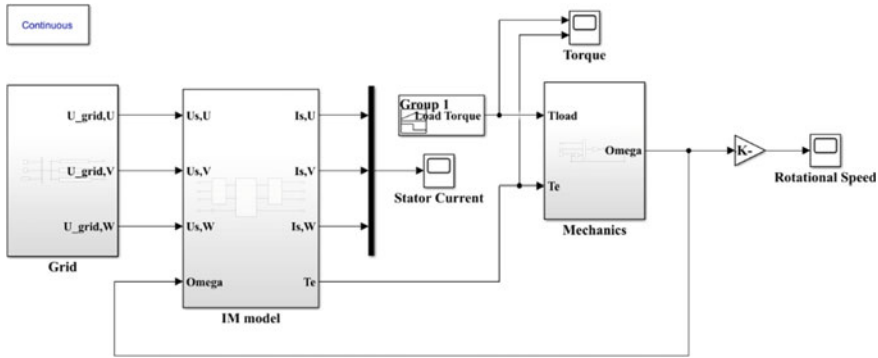 Continuous
Torque
Group 1
Load Torque
U_grid,U
U_grid,V
U_grid,W
Grid
Us,U
Us,V
Us,W
Omega
Is,U
Is,V
Is,W
Te
IM model
Stator Current
Tload
Te
Omega
Mechanics
K-
Rotational Speed